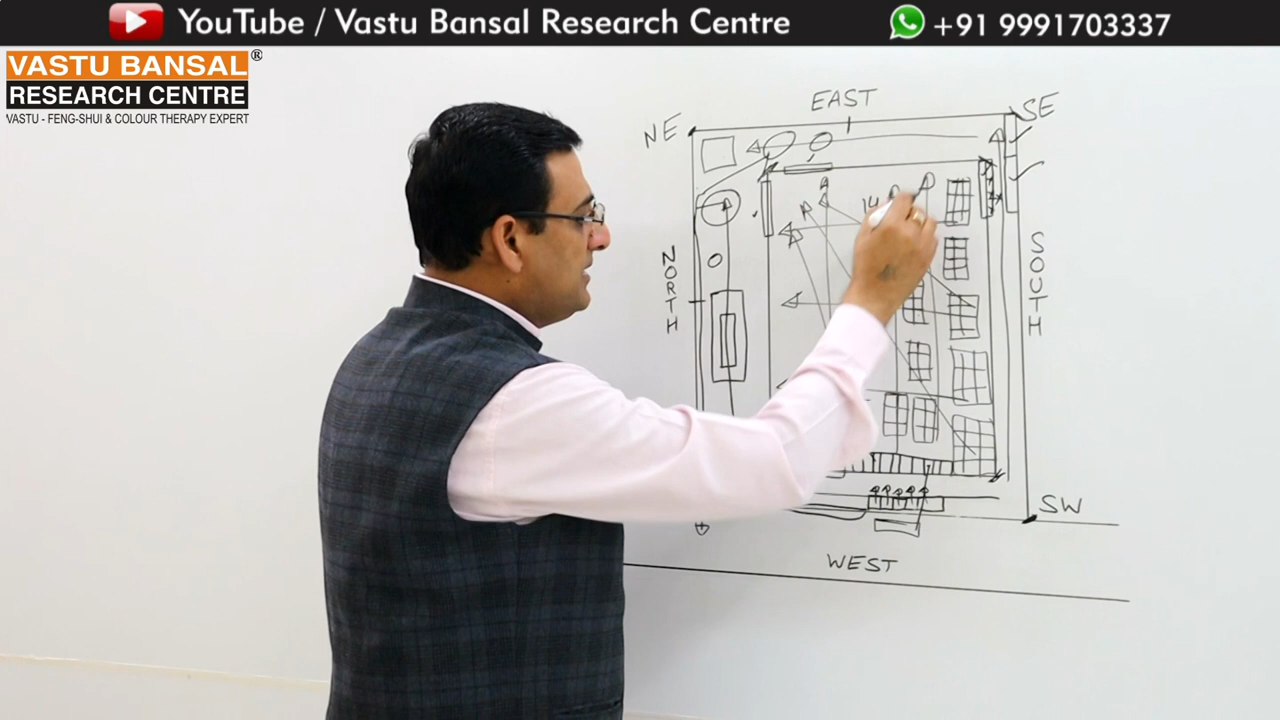 YouTube / Vastu Bansal Research Centre
+91 9991703337
VASTU BANSAL®
RESEARCH CENTRE
VASTU - FENG-SHUI & COLOUR THERAPY EXPERT
EAST
NE
SE
NORTH
SOUTH
14
SW
WEST